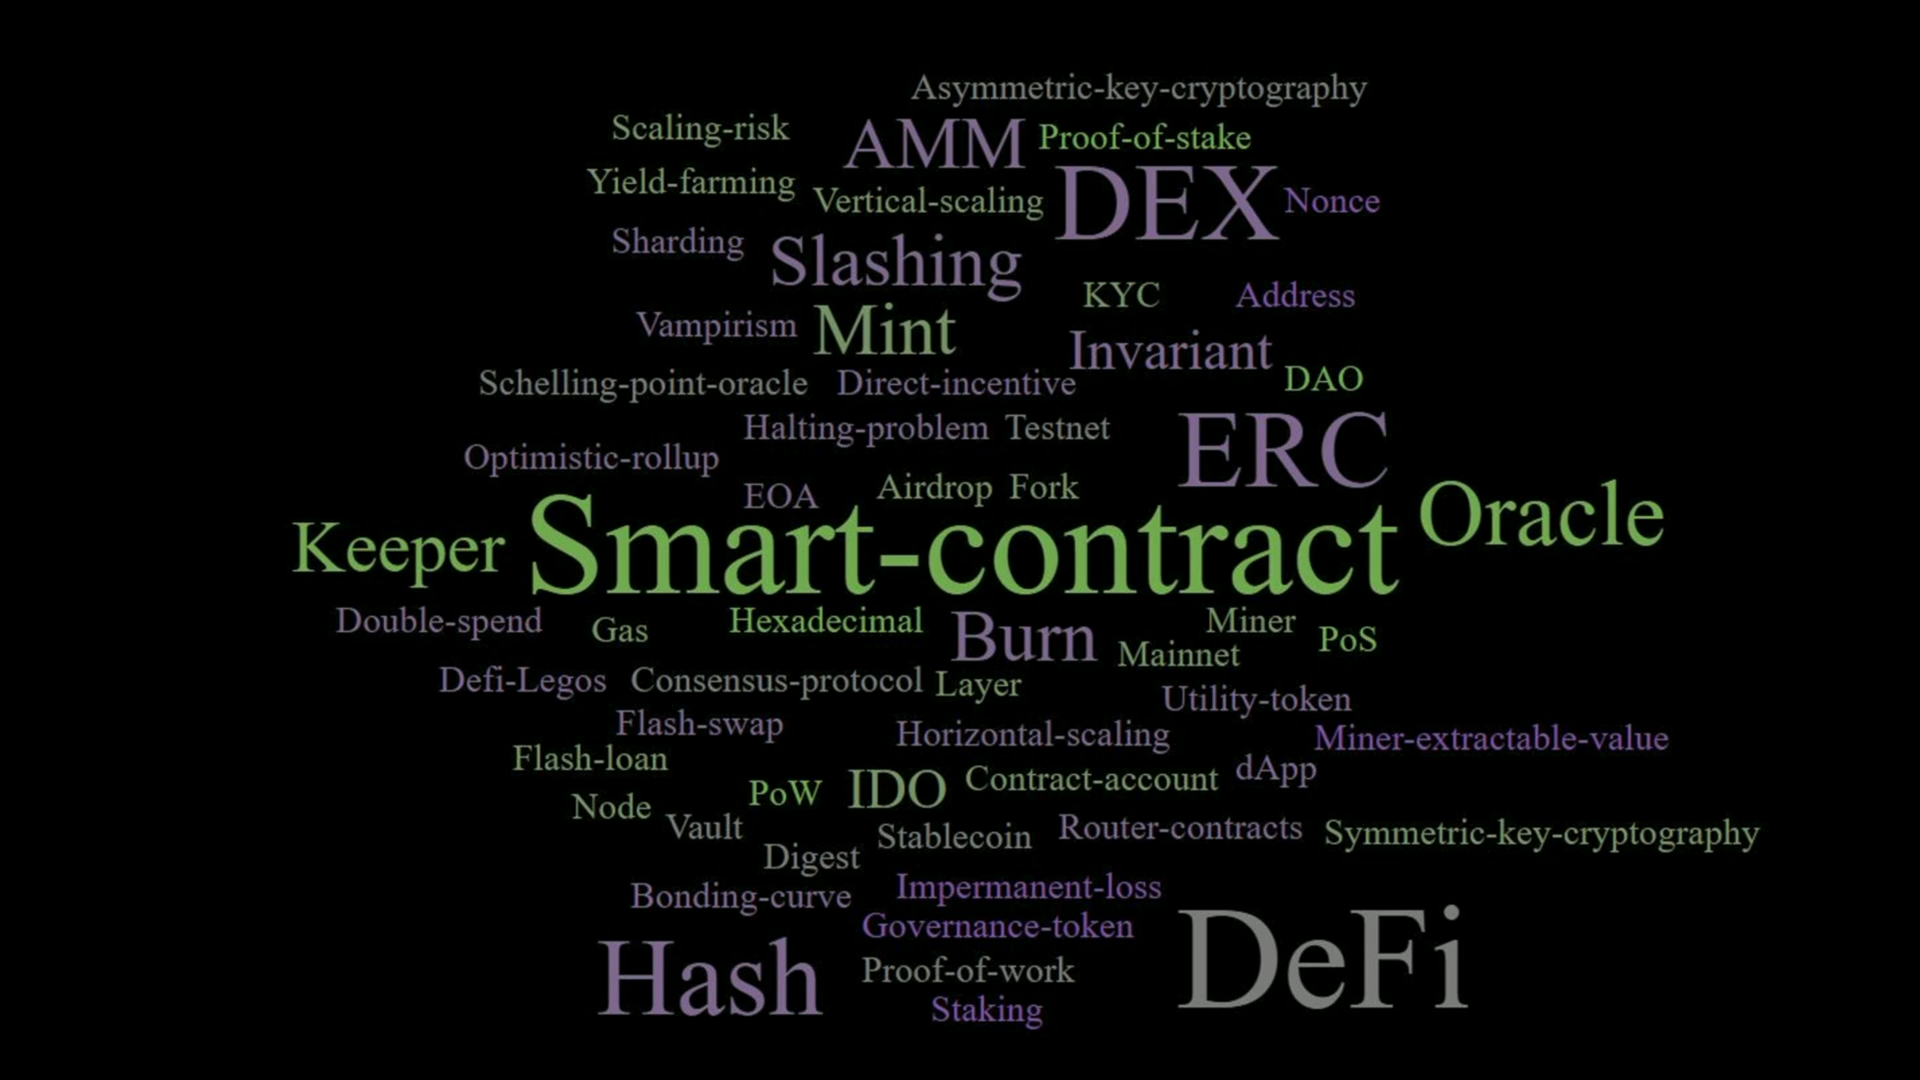 Asymmetric-key-cryptography
Scaling-risk
AMM
Proof-of-stake
Yield-farming
Vertical-scaling
DEX
Nonce
Sharding
Slashing
KYC
Address
Vampirism
Mint
Invariant
Schelling-point-oracle
Direct-incentive
DAO
Halting-problem
Testnet
ERC
Optimistic-rollup
EOA
Airdrop
Fork
Keeper
Smart-contract
Oracle
Double-spend
Gas
Hexadecimal
Burn
Miner
Mainnet
PoS
Defi-Legos
Consensus-protocol
Layer
Utility-token
Flash-swap
Horizontal-scaling
Miner-extractable-value
Flash-loan
PoW
IDO
Contract-account
dApp
Node
Vault
Stablecoin
Router-contracts
Symmetric-key-cryptography
Digest
Bonding-curve
Impermanent-loss
Governance-token
Hash
Proof-of-work
DeFi
Staking